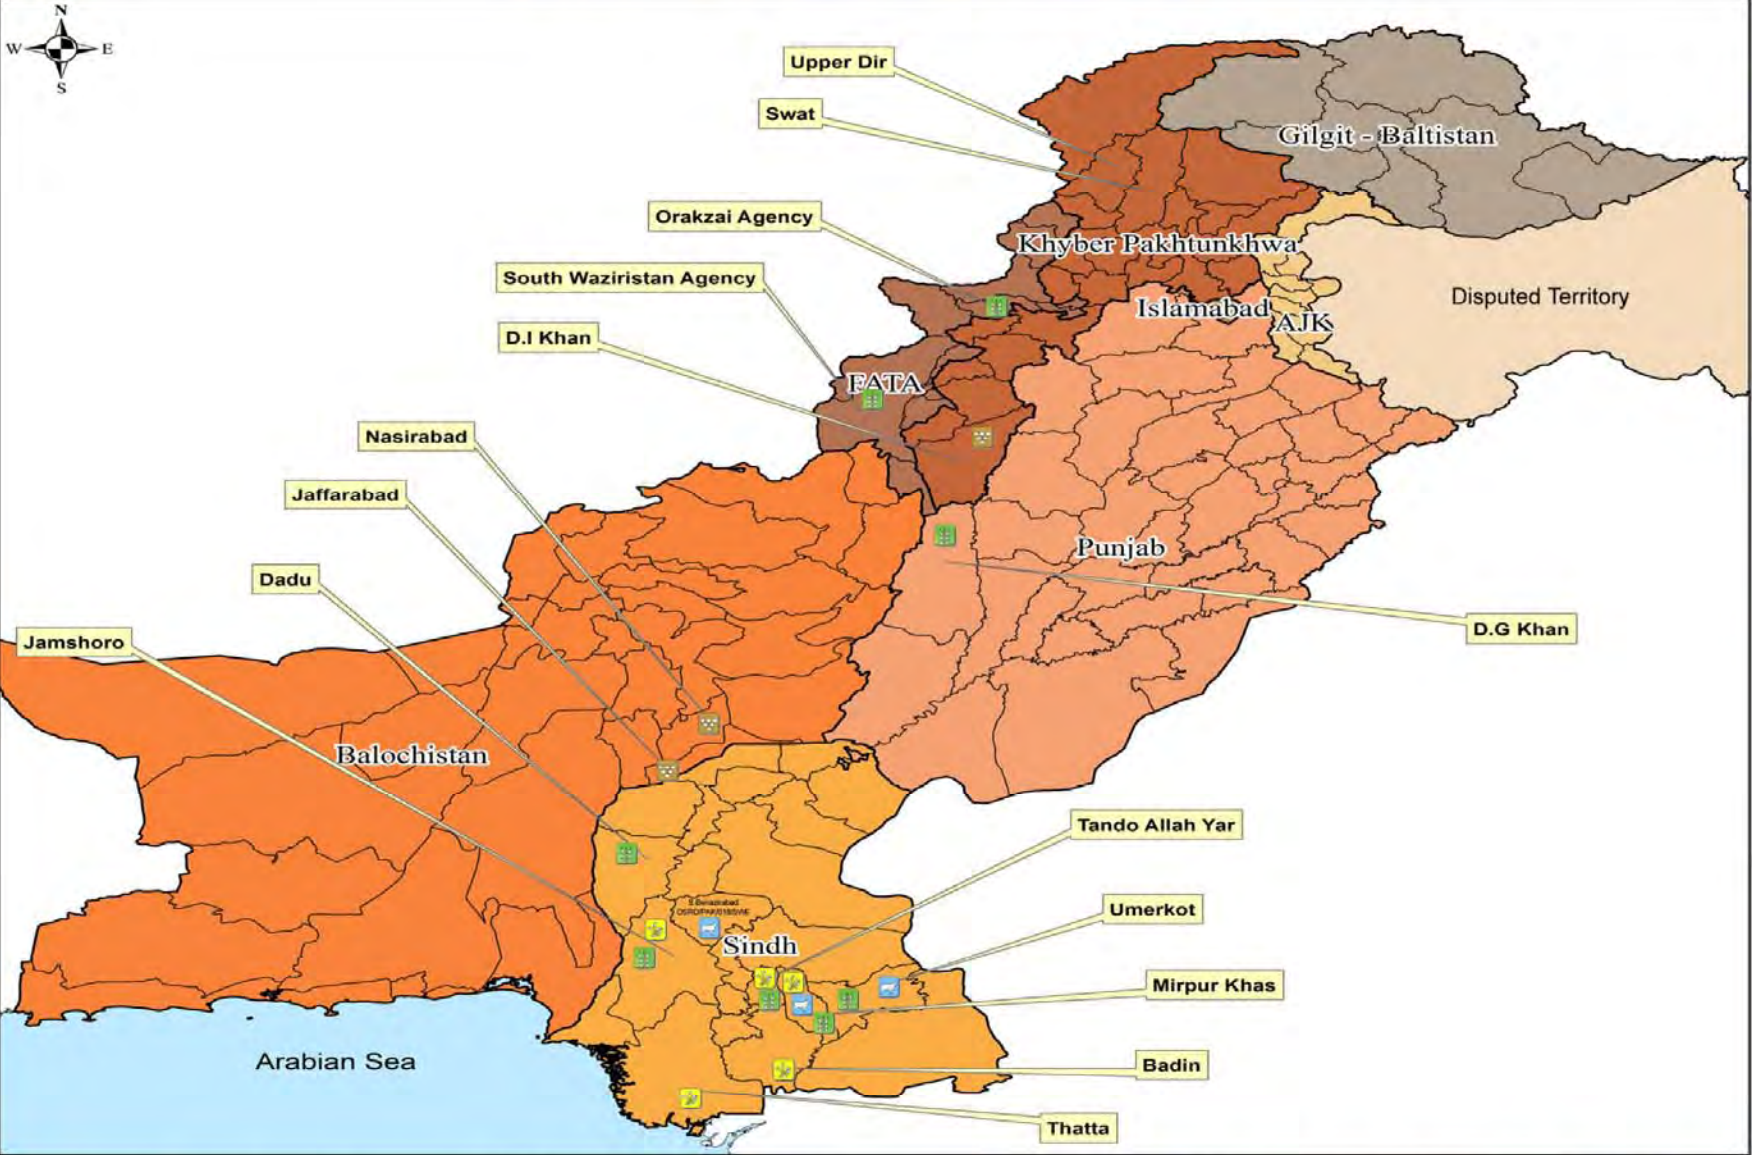 N
W E
S
Upper Dir
Swat
Gilgit - Baltistan
Orakzai Agency
Khyber Pakhtunkhwa
South Waziristan Agency
Disputed Territory
Islamabad
AJK
D.I Khan
FATA
Nasirabad
Jaffarabad
Punjab
Dadu
D.G Khan
Jamshoro
Balochistan
Tando Allah Yar
S.Benazirabad
Umerkot
Sindh
Mirpur Khas
Arabian Sea
Badin
Thatta